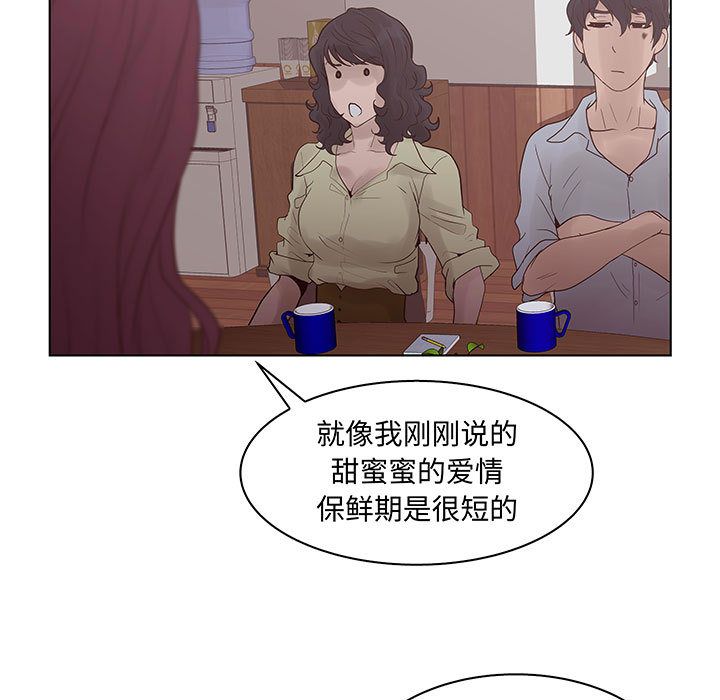 就像我刚刚说的
甜蜜蜜的爱情
保鲜期是很短的